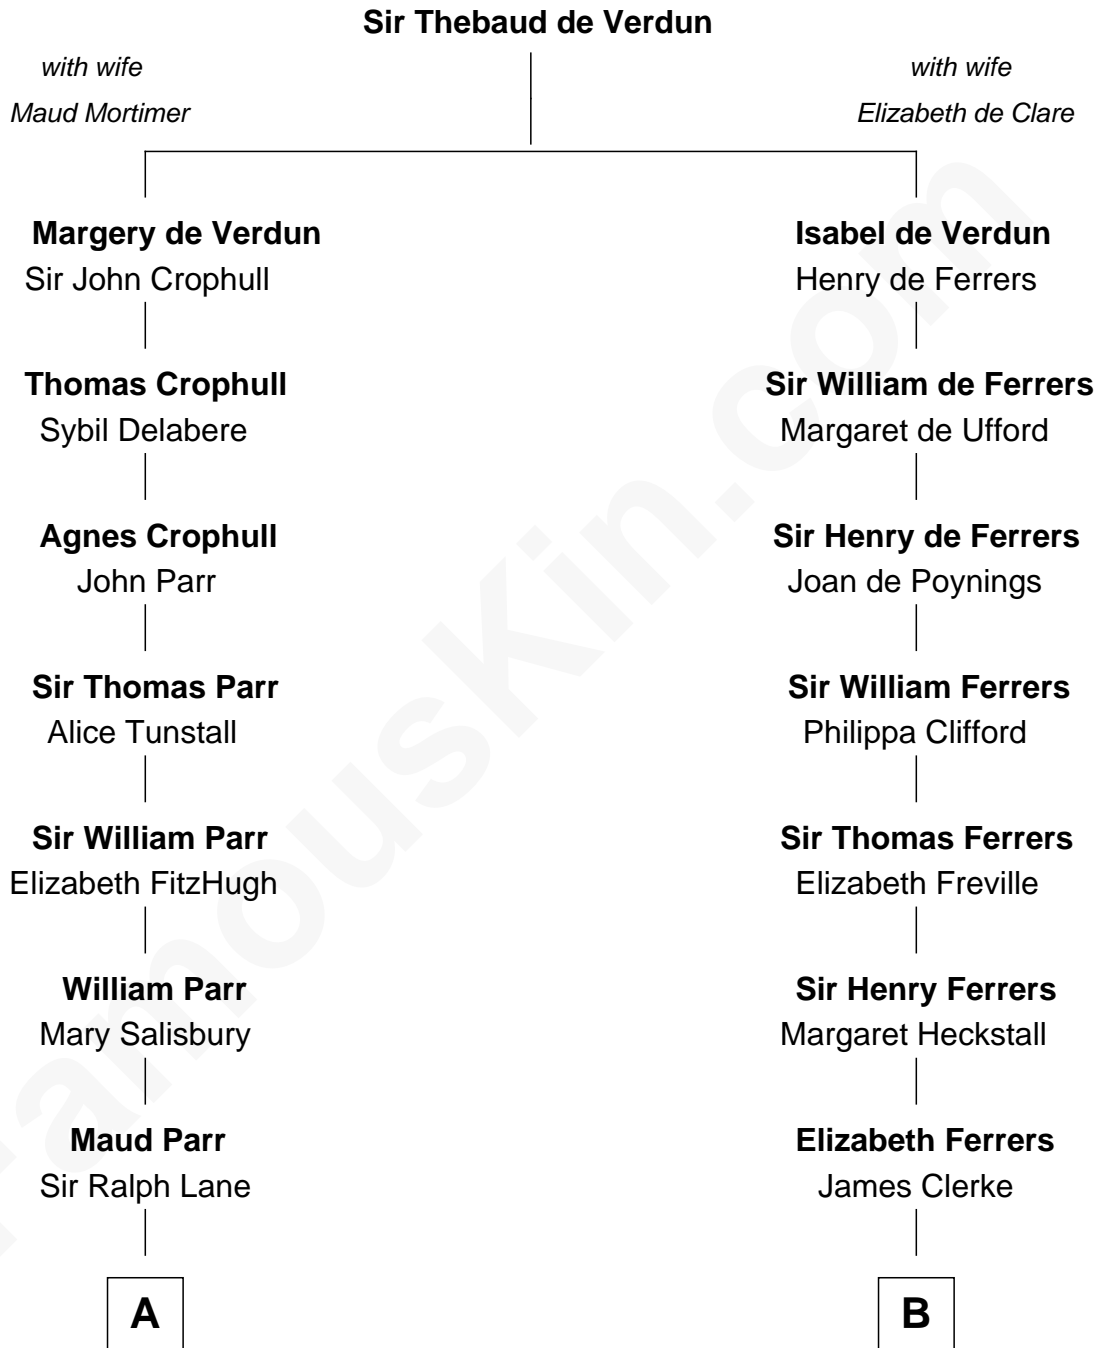 Sir Thebaud de Verdun
with wife
Maud Mortimer
with wife
Elizabeth de Clare
Margery de Verdun
Sir John Crophull
Isabel de Verdun
Henry de Ferrers
Thomas Crophull
Sybil Delabere
Sir William de Ferrers
Margaret de Ufford
Agnes Crophull
John Parr
Sir Henry de Ferrers
Joan de Poynings
Sir Thomas Parr
Alice Tunstall
Sir William Ferrers
Philippa Clifford
Sir William Parr
Elizabeth FitzHugh
Sir Thomas Ferrers
Elizabeth Freville
William Parr
Mary Salisbury
Sir Henry Ferrers
Margaret Heckstall
Maud Parr
Sir Ralph Lane
Elizabeth Ferrers
James Clerke
A
B
FamousKin.com